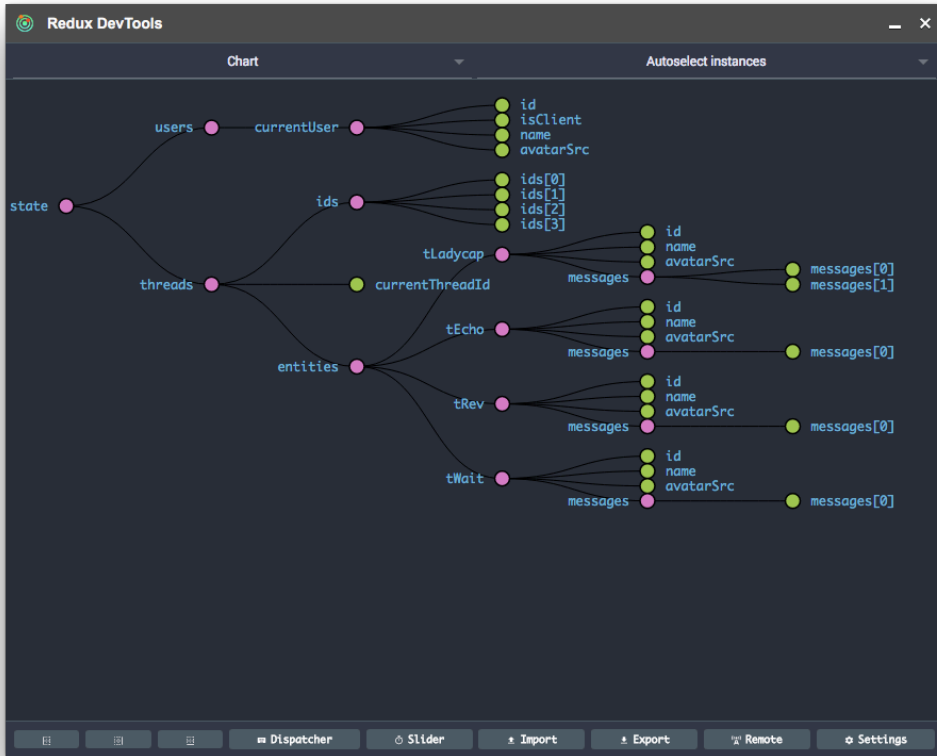 Redux DevTools
Chart
Autoselect instances
id
isClient
users
currentUser
name
avatarSrc
ids[0]
ids[1]
state
ids
ids[2]
ids[3]
id
name
tLadycap
avatarSrc
messages
messages[0]
messages[1]
threads
currentThreadId
id
name
tEcho
avatarSrc
messages
messages[0]
entities
id
name
tRev
avatarSrc
messages
messages[0]
id
name
tWait
avatarSrc
messages
messages[0]
Dispatcher
Slider
Import
Export
Remote
Settings